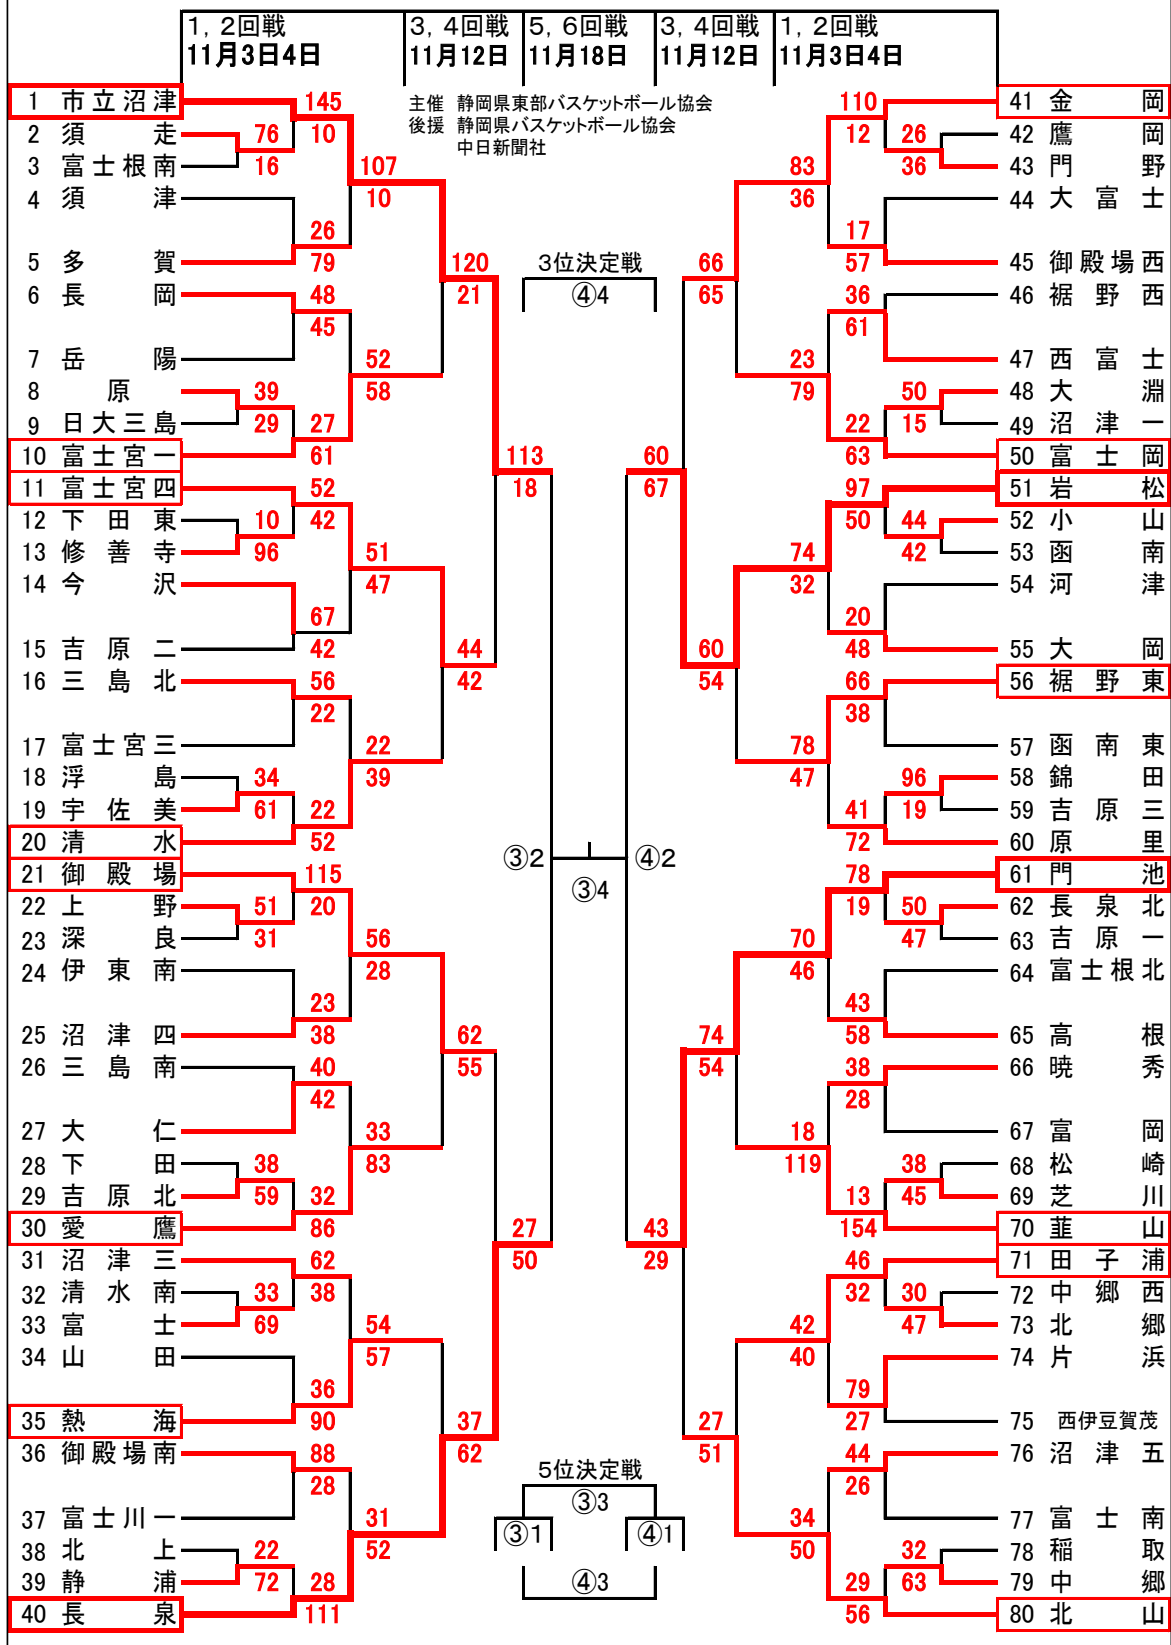 1，2回戦 3，4回戦 5，6回戦 3，4回戦 1，2回戦
11月3日4日 11月12日 11月18日 11月12日 11月3日4日
主催 静岡県東部バスケットボール協会
後援 静岡県バスケットボール協会
中日新聞社
1 市立沼津
2 須走
3 富士根南
4 須津
5 多賀
6 長岡
7 岳陽
8 原
9 日大三島
10 富士宮一
11 富士宮四
12 下田東
13 修善寺
14 今沢
15 吉原二
16 三島北
17 富士宮三
18 浮島
19 宇佐美
20 清水
21 御殿場
22 上野
23 深良
24 伊東南
25 沼津四
26 三島南
27 大仁
28 下田
29 吉原北
30 愛鷹
31 沼津三
32 清水南
33 富士
34 山田
35 熱海
36 御殿場南
37 富士川一
38 北上
39 静浦
40 長泉
76
16
39
29
10
96
34
61
51
31
38
59
33
69
22
72
145
10
26
79
48
45
27
61
52
42
67
42
56
22
22
52
115
20
23
38
40
42
32
86
62
38
36
90
88
28
28
111
107
10
52
58
51
47
22
39
56
28
33
83
54
57
31
52
120
21
44
42
62
55
37
62
113
18
27
50
3位決定戦
④4
③2
④2
③4
5位決定戦
③3
③1
④1
④3
60
67
43
29
66
65
60
54
74
54
27
51
83
36
23
79
74
32
78
47
70
46
18
119
42
40
34
50
110
12
17
57
36
61
22
63
97
50
20
48
66
38
41
72
78
19
43
58
38
28
13
154
46
32
79
27
44
26
29
56
26
36
50
15
44
42
96
19
50
47
38
45
30
47
32
63
41 金岡
42 鷹岡
43 門野
44 大富士
45 御殿場西
46 裾野西
47 西富士
48 大淵
49 沼津一
50 富士岡
51 岩松
52 小山
53 函南
54 河津
55 大岡
56 裾野東
57 函南東
58 錦田
59 吉原三
60 原里
61 門池
62 長泉北
63 吉原一
64 富士根北
65 高根
66 暁秀
67 富岡
68 松崎
69 芝川
70 韮山
71 田子浦
72 中郷西
73 北郷
74 片浜
75 西伊豆賀茂
76 沼津五
77 富士南
78 稲取
79 中郷
80 北山